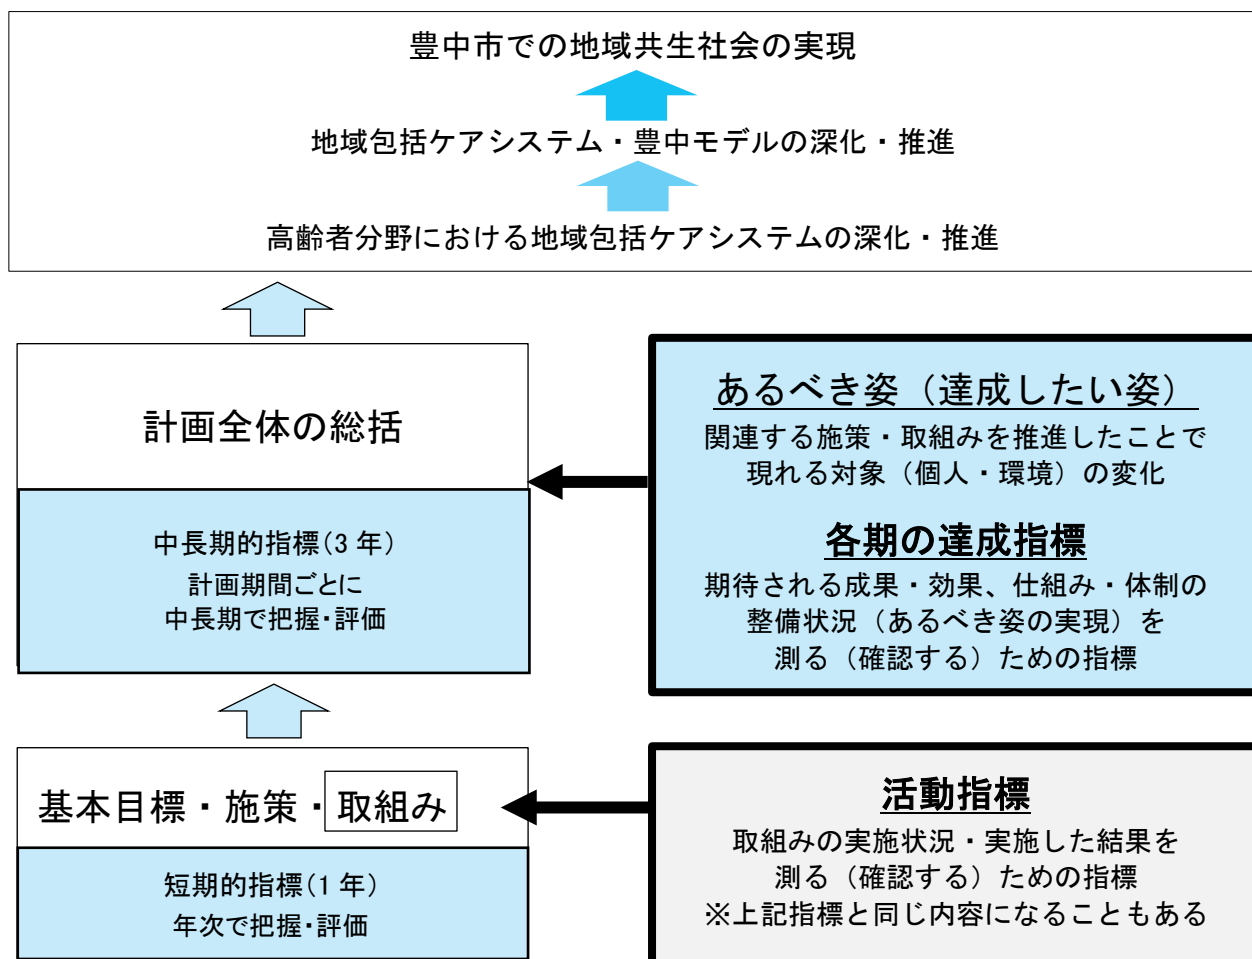 豊中市での地域共生社会の実現
地域包括ケアシステム・豊中モデルの深化・推進
高齢者分野における地域包括ケアシステムの深化・推進
計画全体の総括
中長期的指標(3年)
計画期間ごとに
中長期で把握・評価
あるべき姿（達成したい姿）
関連する施策・取組みを推進したことで
現れる対象（個人・環境）の変化
各期の達成指標
期待される成果・効果、仕組み・体制の
整備状況（あるべき姿の実現）を
測る（確認する）ための指標
基本目標・施策・取組み
短期的指標(1年)
年次で把握・評価
活動指標
取組みの実施状況・実施した結果を
測る（確認する）ための指標
※上記指標と同じ内容になることもある